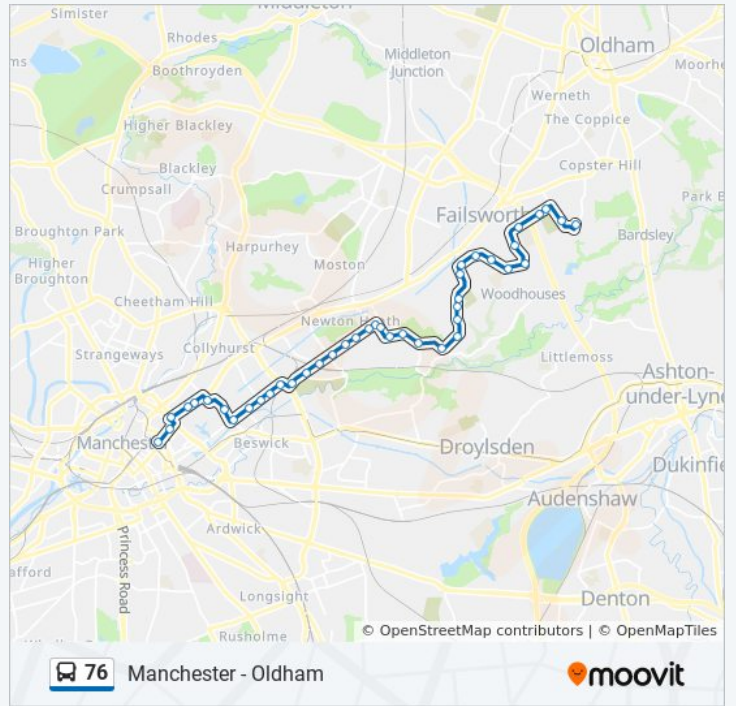 Simister
Middleton
Rhodes
Oldham
Middleton
Junction
Boothroyden
Moorhe
ms
Werneth
The Coppice
Higher Blackley
Blackley
Copster Hill
Crumpsall
Park B
Failsworth
Broughton Park
Harpurhey
Bardsley
Moston
Higher
Broughton
Woodhouses
Cheetham Hill
Newton Heath
Strangeways
Collyhurst
Littlemoss
Ashton-
under-Lyne
Manchester
Beswick
Droylsden
Dukinfie
Audenshaw
Ardwick
Princess Road
afford
Longsight
Denton
Rusholme
© OpenStreetMap contributors | © OpenMapTiles
76 Manchester - Oldham
moovit